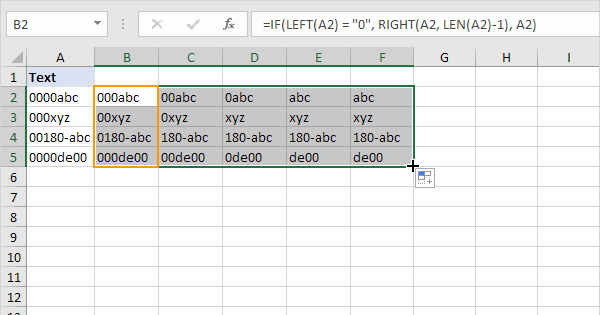 B2 fx =IF(LEFT(A2) = "0", RIGHT(A2, LEN(A2)-1), A2)
A B C D E F G H I
1 Text
2 0000abc 000abc 00abc 0abc abc abc
3 000xyz 00xyz 0xyz xyz xyz xyz
4 00180-abc 0180-abc 180-abc 180-abc 180-abc 180-abc
5 0000de00 000de00 00de00 0de00 de00 de00
6
7
8
9
10
11
12